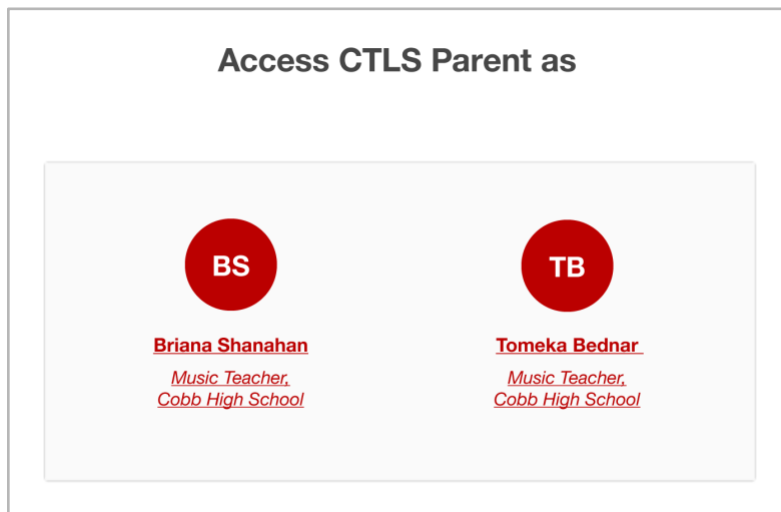 Access CTLS Parent as
BS
TB
Briana Shanahan
Music Teacher,
Cobb High School
Tomeka Bednar
Music Teacher,
Cobb High School